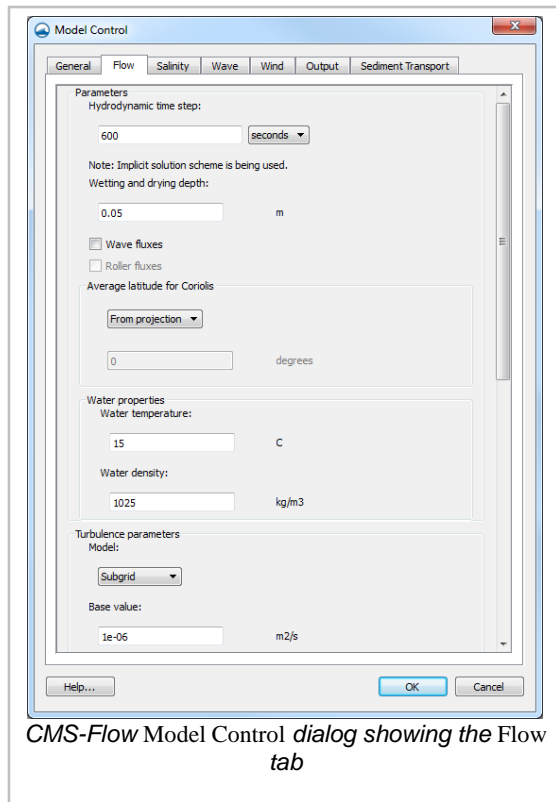 Model Control
General Flow Salinity Wave Wind Output Sediment Transport
Parameters
Hydrodynamic time step:
600 seconds
Note: Implicit solution scheme is being used.
Wetting and drying depth:
0.05 m
Wave fluxes
Roller fluxes
Average latitude for Coriolis
From projection
0 degrees
Water properties
Water temperature:
15 C
Water density:
1025 kg/m3
Turbulence parameters
Model:
Subgrid
Base value:
1e-06 m2/s
Help... OK Cancel
CMS-Flow Model Control dialog showing the Flow
tab